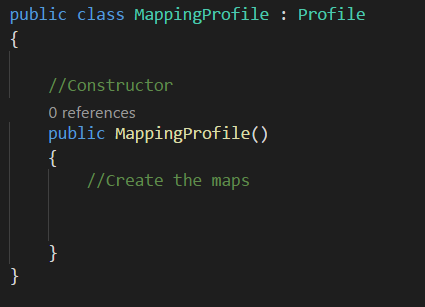 public class MappingProfile : Profile
{
//Constructor
0 references
public MappingProfile()
{
//Create the maps
}
}